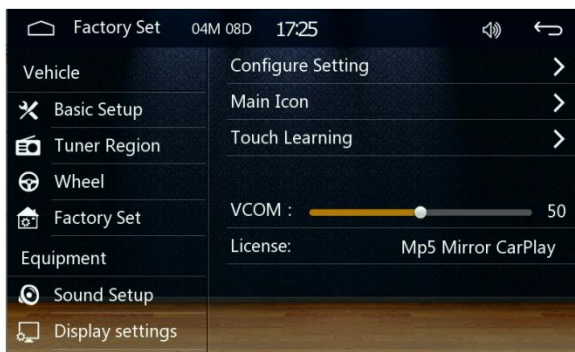 Factory Set 04M 08D 17:25
Vehicle
Basic Setup
Tuner Region
Wheel
Factory Set
Equipment
Sound Setup
Display settings
Configure Setting
Main Icon
Touch Learning
VCOM : 50
License: Mp5 Mirror CarPlay